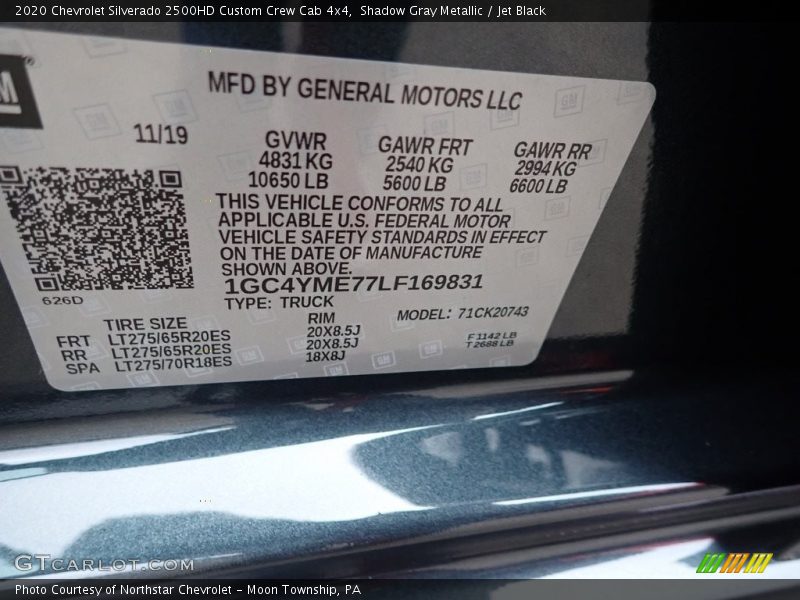 2020 Chevrolet Silverado 2500HD Custom Crew Cab 4x4, Shadow Gray Metallic / Jet Black
MFD BY GENERAL MOTORS LLC
11/19
GVWR
4831 KG
10650 LB
GAWR FRT
2540 KG
5600 LB
GAWR RR
2994 KG
6600 LB
THIS VEHICLE CONFORMS TO ALL
APPLICABLE U.S. FEDERAL MOTOR
VEHICLE SAFETY STANDARDS IN EFFECT
ON THE DATE OF MANUFACTURE
SHOWN ABOVE.
1GC4YME77LF169831
TYPE: TRUCK
626D
MODEL: 71CK20743
TIRE SIZE RIM
FRT LT275/65R20ES 20X8.5J
RR LT275/65R20ES 20X8.5J
SPA LT275/70R18ES 18X8J
F 1142 LB
T 2688 LB
GTCARLOT.COM
Photo Courtesy of Northstar Chevrolet - Moon Township, PA